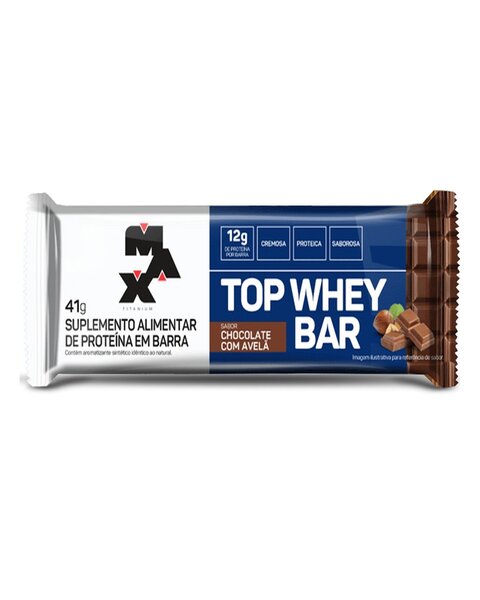 MAX
TITANIUM
41g
SUPLEMENTO ALIMENTAR
DE PROTEÍNA EM BARRA
Contém aromatizante sintético idêntico ao natural.
12g
DE PROTEÍNA
POR BARRA
CREMOSA
PROTEICA
SABOROSA
TOP WHEY
BAR
SABOR
CHOCOLATE
COM AVELÃ
Imagem ilustrativa para referência de sabor